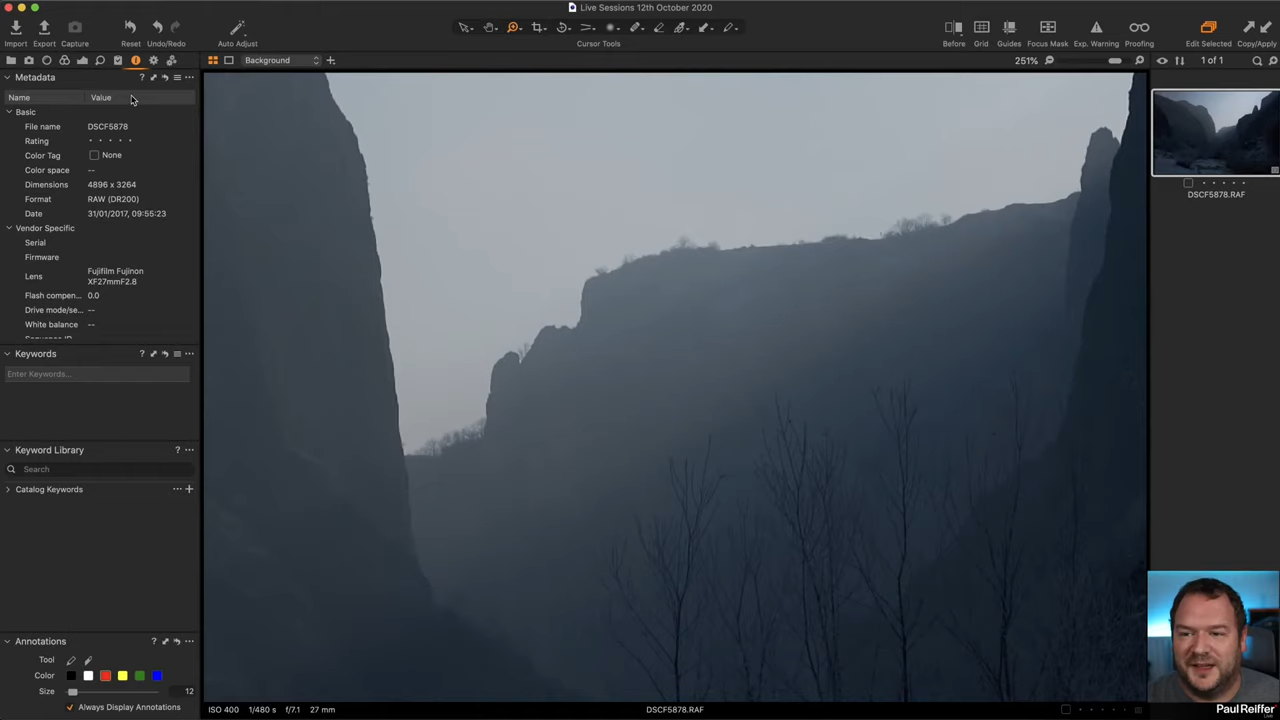 Live Sessions 12th October 2020
Import Export Capture Reset Undo/Redo Auto Adjust Cursor Tools Before Grid Guides Focus Mask Exp. Warning Proofing Edit Selected Copy/Apply
Background 251% 1 of 1
Metadata ?
Name Value
Basic
File name DSCF5878
Rating
Color Tag None
Color space --
Dimensions 4896 x 3264
Format RAW (DR200)
Date 31/01/2017, 09:55:23
Vendor Specific
Serial
Firmware
Lens Fujifilm Fujinon
XF27mmF2.8
Flash compen... 0.0
Drive mode/se... --
White balance --
DSCF5878.RAF
Keywords ?
Enter Keywords...
Keyword Library ?
Search
Catalog Keywords
Annotations ?
Tool
Color
Size 12
Always Display Annotations
ISO 400 1/480 s f/7.1 27 mm DSCF5878.RAF
Paul Reiffer
Live